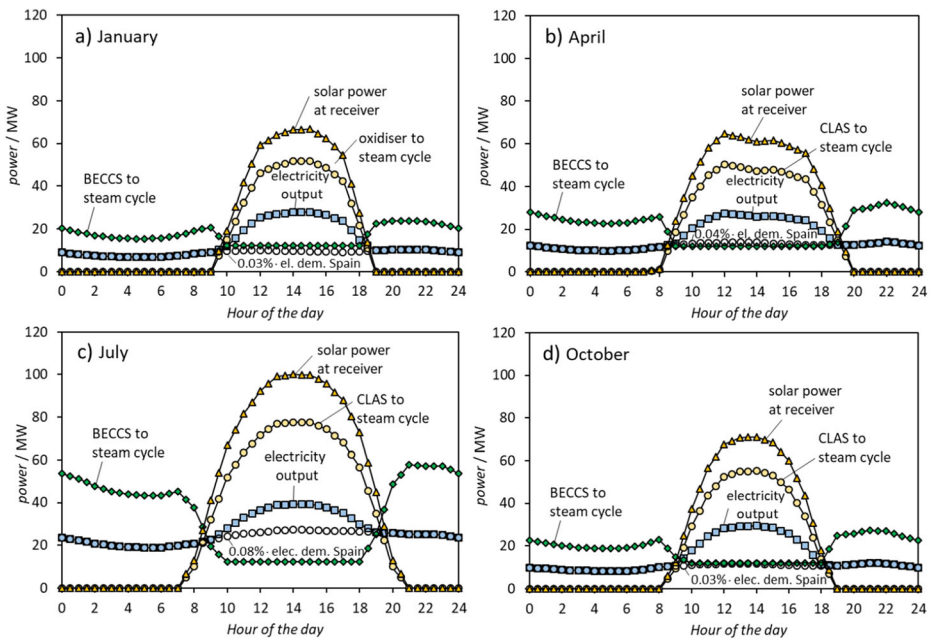 a) January
120
100
80
60
40
20
0
power / MW
solar power
at receiver
oxidiser to
steam cycle
BECCS to
steam cycle
electricity
output
0.03%· el. dem. Spain
0 2 4 6 8 10 12 14 16 18 20 22 24
Hour of the day
b) April
120
100
80
60
40
20
0
power / MW
solar power
at receiver
CLAS to
steam cycle
BECCS to
steam cycle
electricity
output
0.04%· el. dem. Spain
0 2 4 6 8 10 12 14 16 18 20 22 24
Hour of the day
c) July
120
100
80
60
40
20
0
power / MW
solar power
at receiver
CLAS to
steam cycle
BECCS to
steam cycle
electricity
output
0.08%· elec. dem. Spain
0 2 4 6 8 10 12 14 16 18 20 22 24
Hour of the day
d) October
120
100
80
60
40
20
0
power / MW
solar power
at receiver
CLAS to
steam cycle
BECCS to
steam cycle
electricity
output
0.03%· elec. dem. Spain
0 2 4 6 8 10 12 14 16 18 20 22 24
Hour of the day